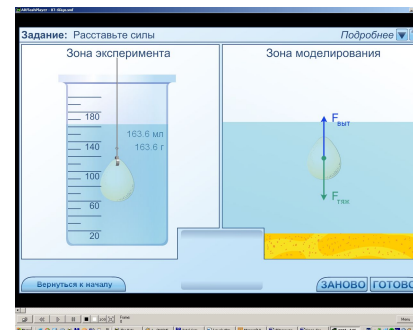 Задание: Расставьте силы
Подробнее
Зона эксперимента
Зона моделирования
180
163.6 мл
140
163.6 г
100
60
20
Fвыт
Fтяж
Вернуться к началу
ЗАНОВО
ГОТОВО